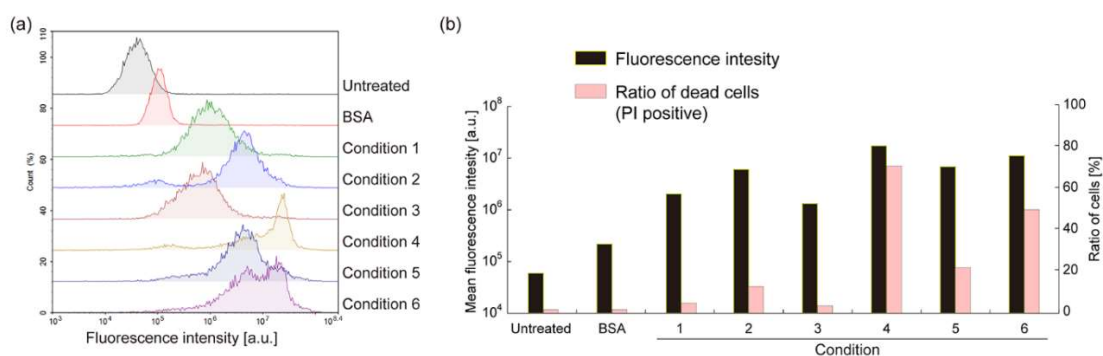 (a)
110
80
60
40
20
0
Count (%)
Untreated
BSA
Condition 1
Condition 2
Condition 3
Condition 4
Condition 5
Condition 6
10³ 10⁴ 10⁵ 10⁶ 10⁷ 10⁸·⁴
Fluorescence intensity [a.u.]
(b)
Fluorescence intesity
Ratio of dead cells
(PI positive)
Mean fluorescence intesity [a.u.]
10⁸
10⁷
10⁶
10⁵
10⁴
100
80
60
40
20
0
Ratio of cells [%]
Untreated BSA 1 2 3 4 5 6
Condition